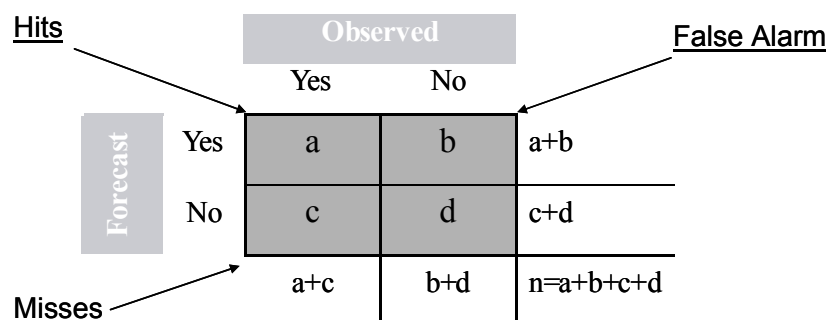 Hits
Observed
False Alarm
Yes No
Yes a b a+b
Forecast
No c d c+d
a+c b+d n=a+b+c+d
Misses